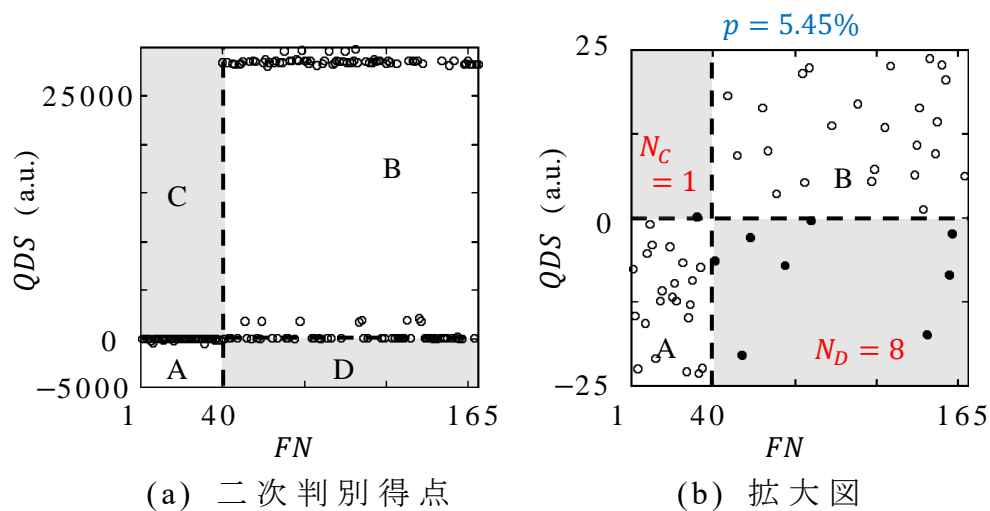 p = 5.45%
25000
0
−5000
QDS (a.u.)
C
B
A
D
1
40
165
FN
(a) 二次判別得点
25
0
−25
QDS (a.u.)
N_C
= 1
B
A
N_D = 8
1
40
165
FN
(b) 拡大図